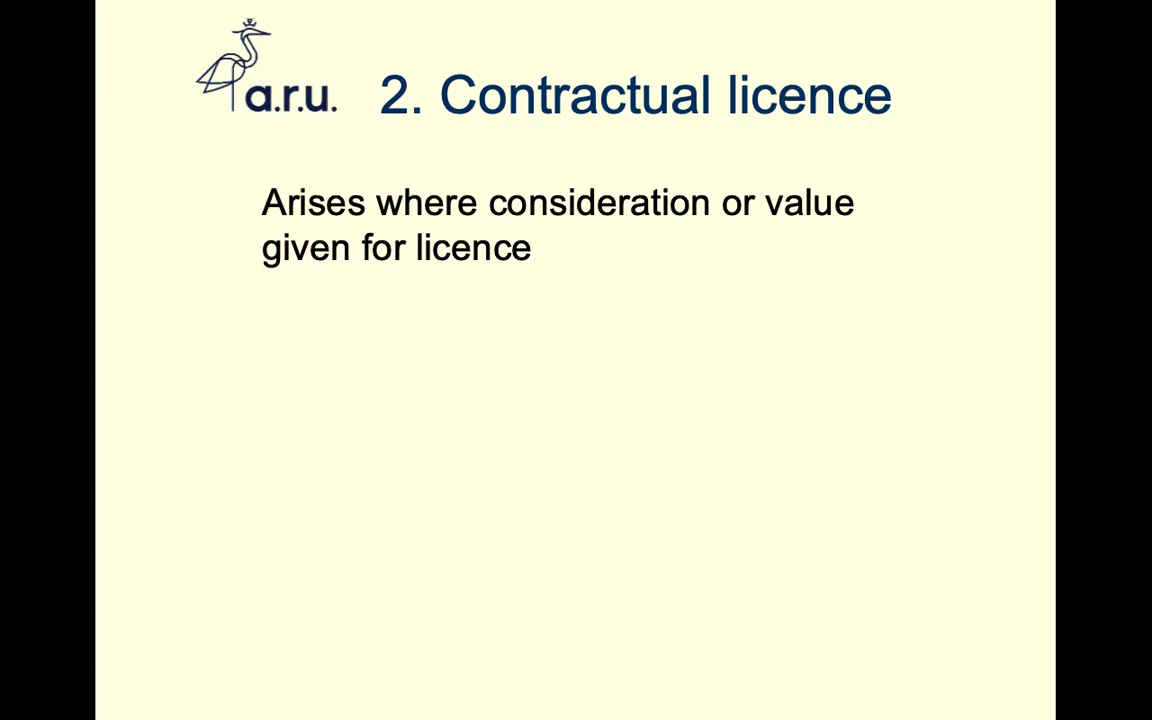 a.r.u.
2. Contractual licence
Arises where consideration or value
given for licence